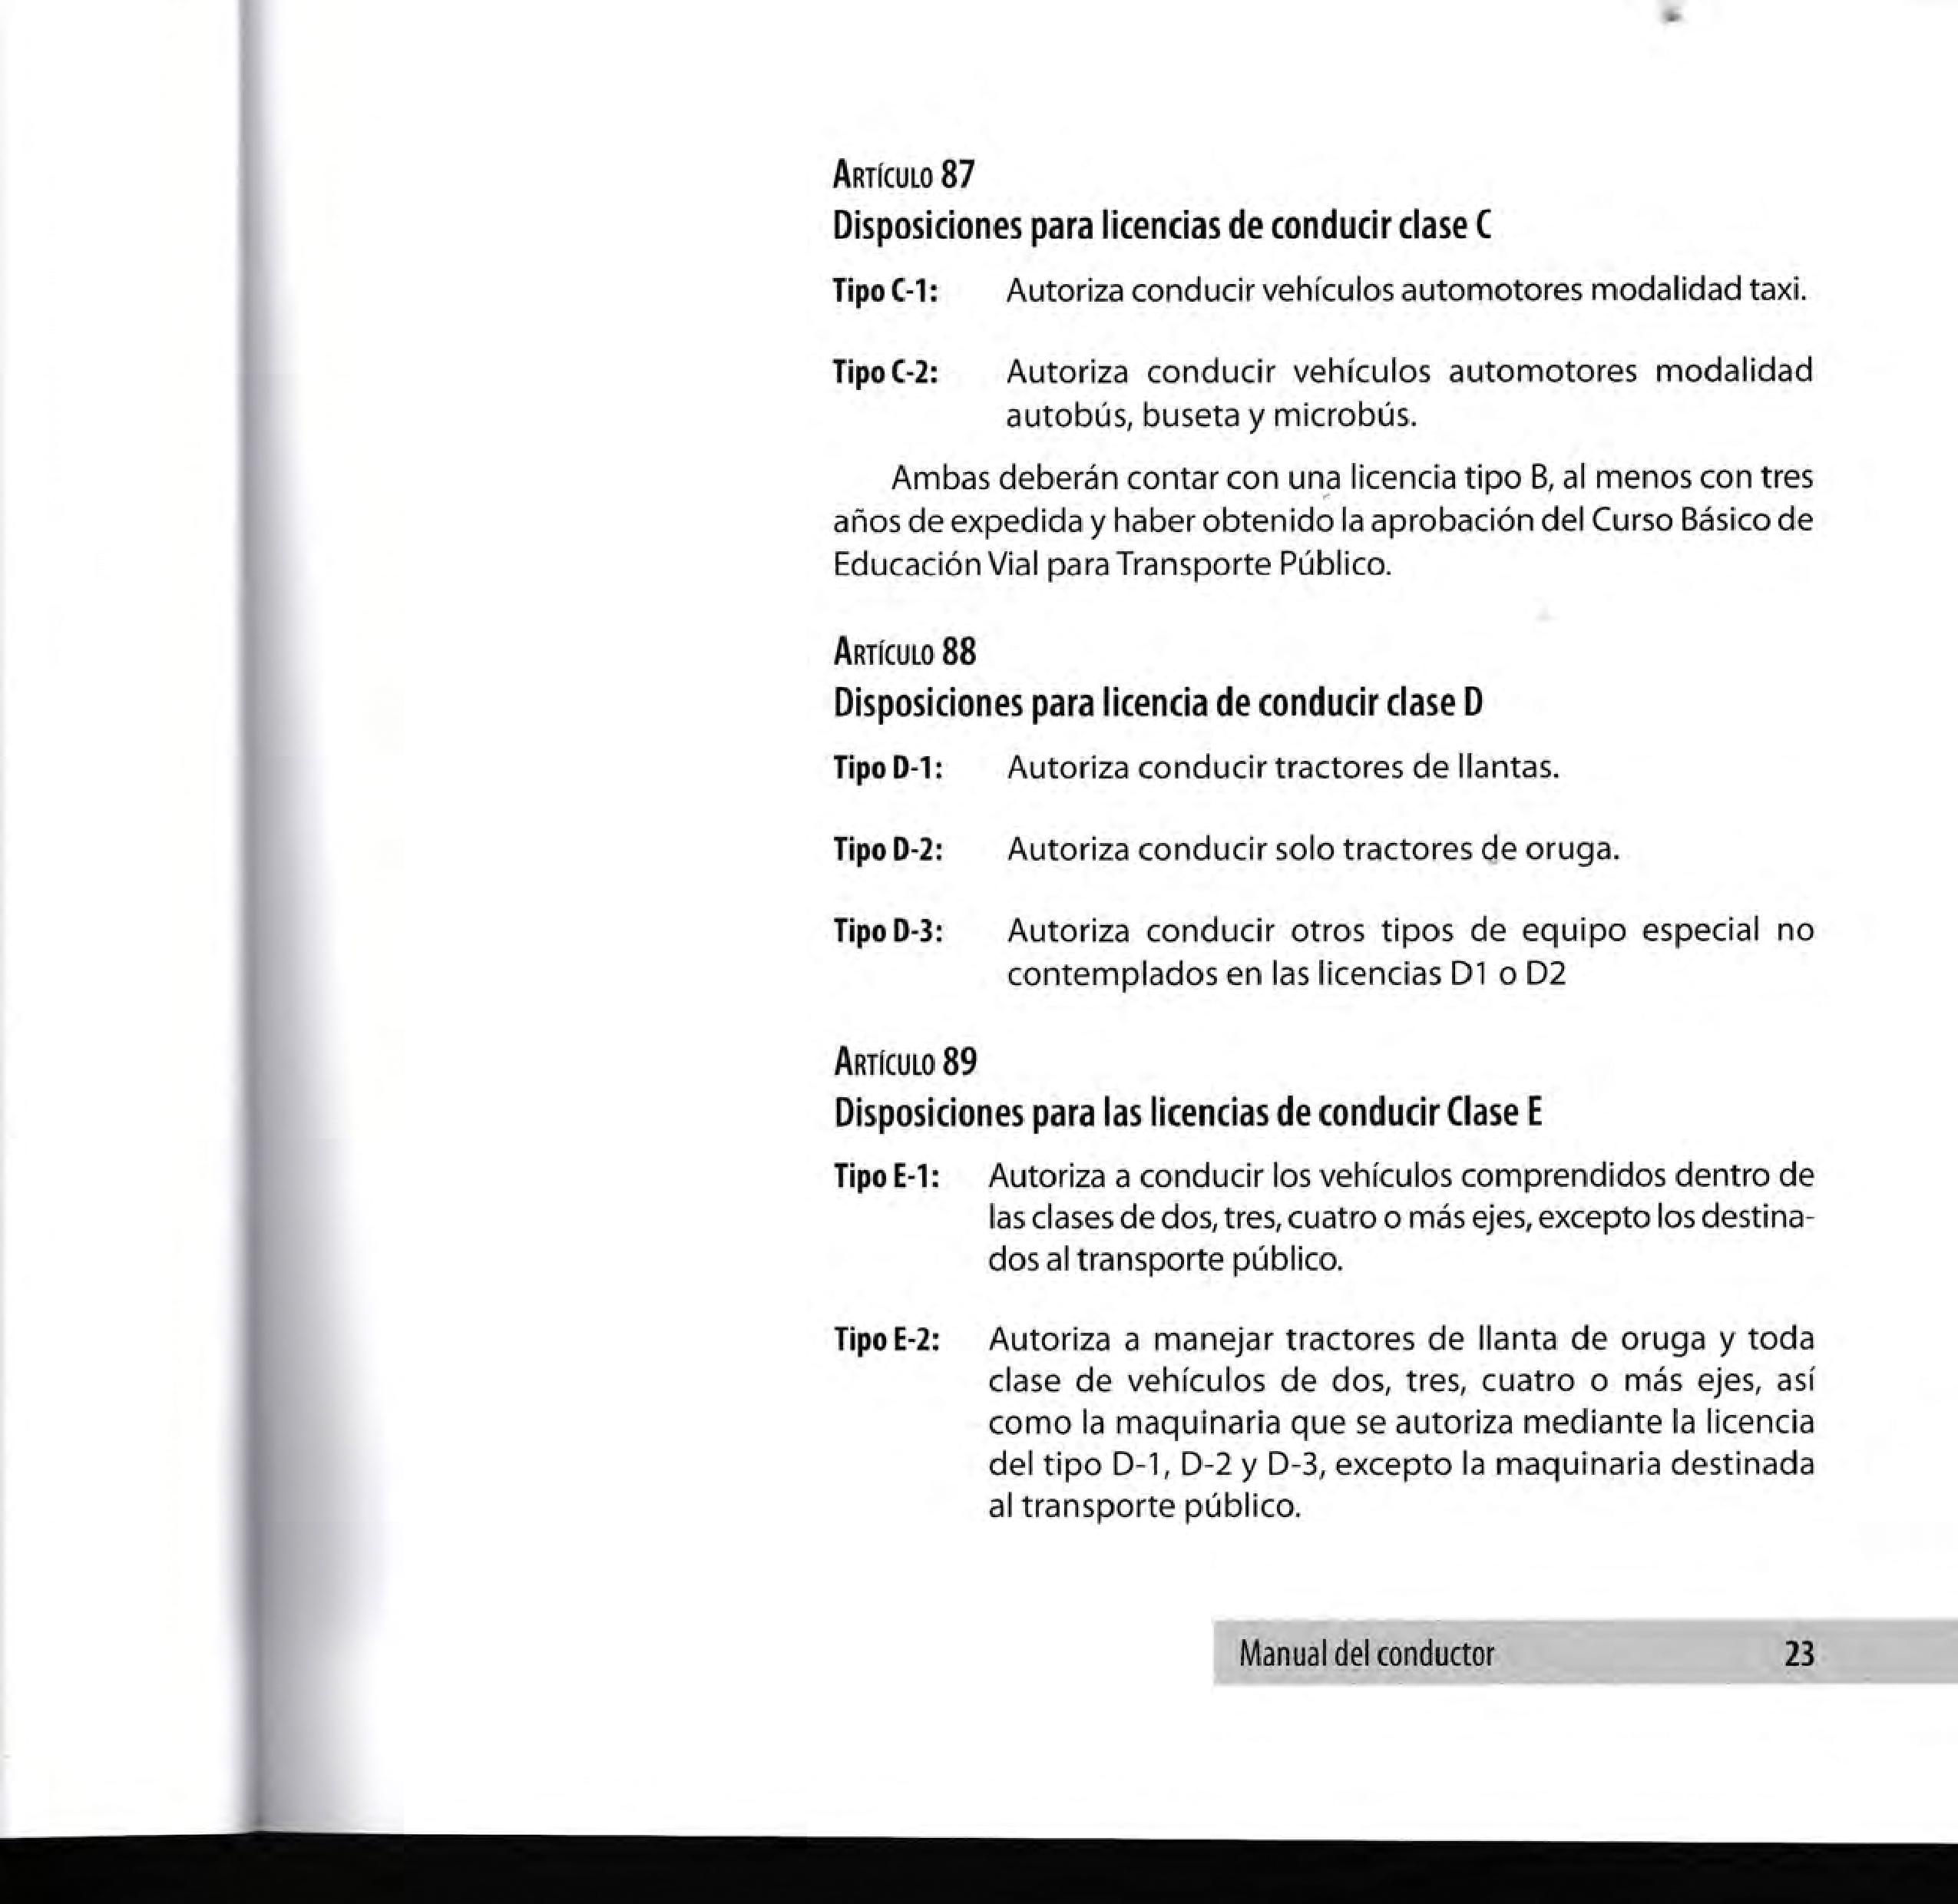 Artículo 87
Disposiciones para licencias de conducir clase C
Tipo C-1: Autoriza conducir vehículos automotores modalidad taxi.
Tipo C-2: Autoriza conducir vehículos automotores modalidad
autobús, buseta y microbús.
Ambas deberán contar con una licencia tipo B, al menos con tres
años de expedida y haber obtenido la aprobación del Curso Básico de
Educación Vial para Transporte Público.
Artículo 88
Disposiciones para licencia de conducir clase D
Tipo D-1: Autoriza conducir tractores de llantas.
Tipo D-2: Autoriza conducir solo tractores de oruga.
Tipo D-3: Autoriza conducir otros tipos de equipo especial no
contemplados en las licencias D1 o D2
Artículo 89
Disposiciones para las licencias de conducir Clase E
Tipo E-1: Autoriza a conducir los vehículos comprendidos dentro de
las clases de dos, tres, cuatro o más ejes, excepto los destina-
dos al transporte público.
Tipo E-2: Autoriza a manejar tractores de llanta de oruga y toda
clase de vehículos de dos, tres, cuatro o más ejes, así
como la maquinaria que se autoriza mediante la licencia
del tipo D-1, D-2 y D-3, excepto la maquinaria destinada
al transporte público.
Manual del conductor 23